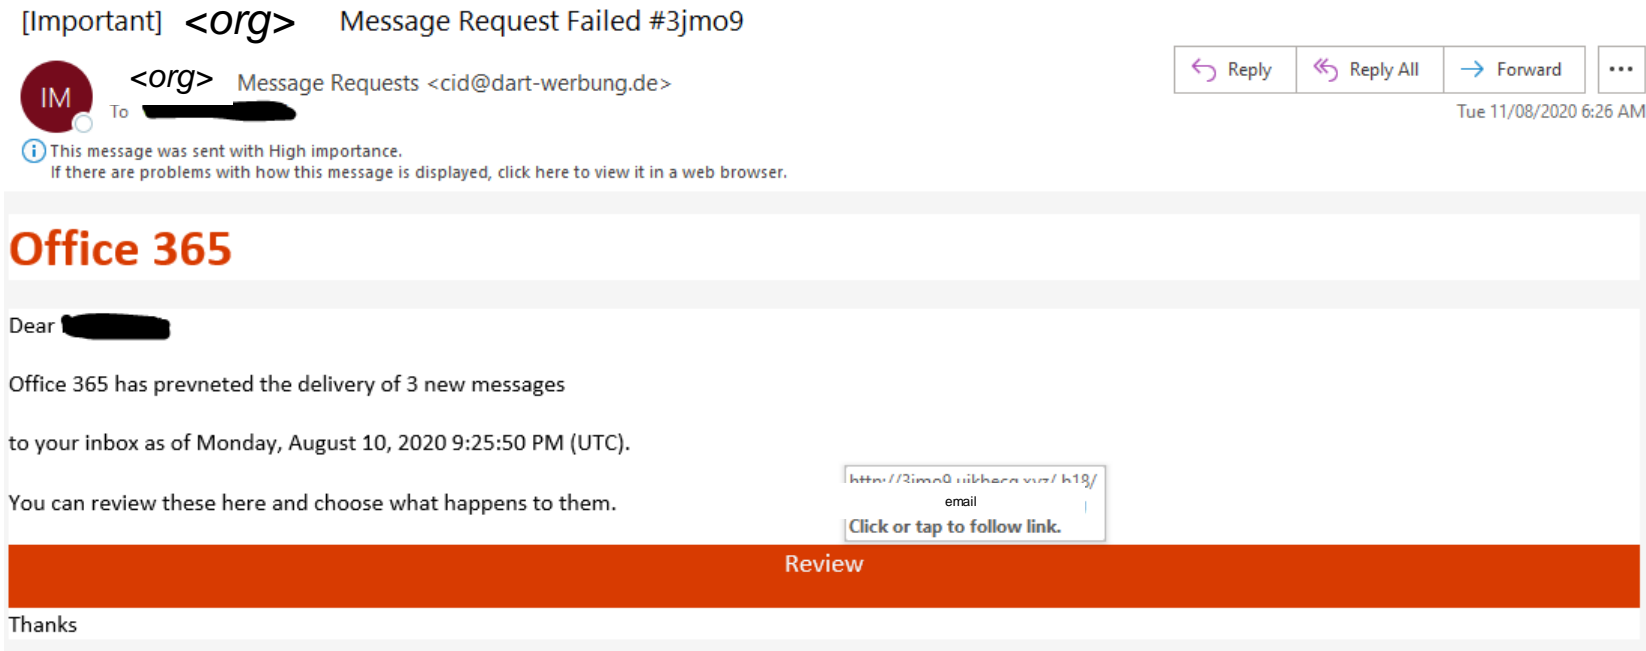 [Important] <org> Message Request Failed #3jmo9
IM
<org> Message Requests <cid@dart-werbung.de>
To
Reply
Reply All
Forward
Tue 11/08/2020 6:26 AM
This message was sent with High importance.
If there are problems with how this message is displayed, click here to view it in a web browser.
Office 365
Dear
Office 365 has prevneted the delivery of 3 new messages
to your inbox as of Monday, August 10, 2020 9:25:50 PM (UTC).
You can review these here and choose what happens to them.
email
Click or tap to follow link.
Review
Thanks